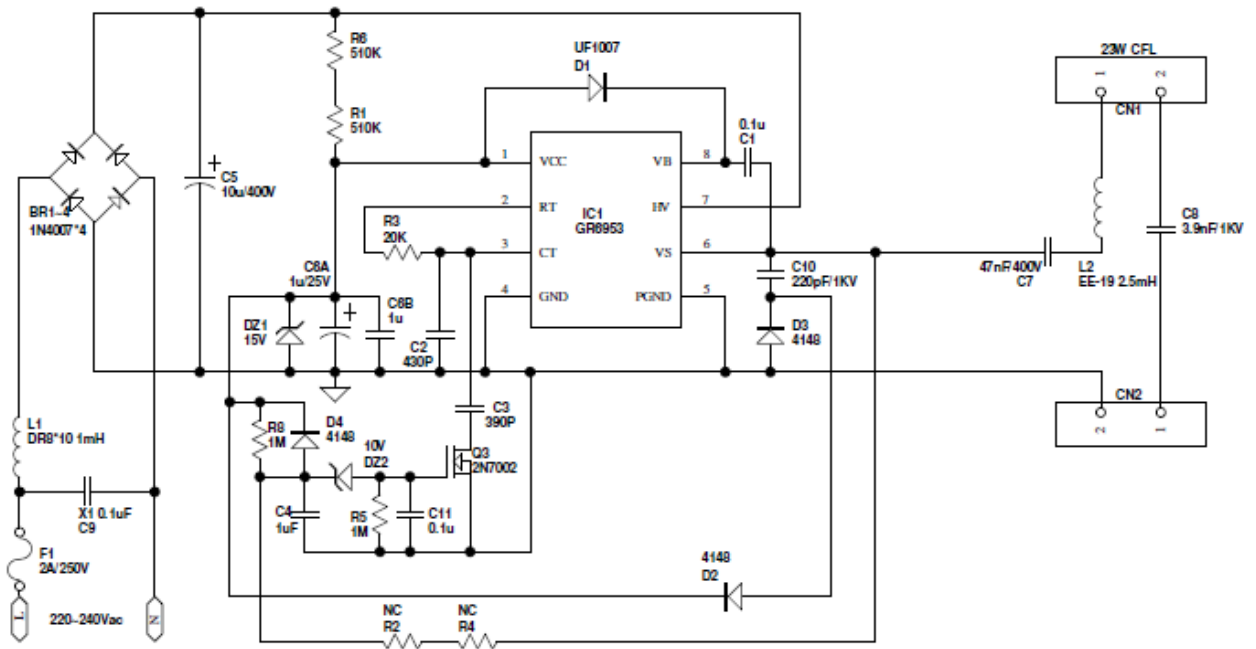 R6
510K
R1
510K
UF1007
D1
23W CFL
1
2
CN1
0.1u
C1
1
VCC
VB
8
2
RT
HV
7
3
CT
VS
6
4
GND
PGND
5
IC1
GR6953
C5
10u/400V
BR1~4
1N4007*4
R3
20K
C6A
1u/25V
C6B
1u
DZ1
15V
C2
430P
C10
220pF/1KV
D3
4148
47nF/400V
C7
L2
EE-19 2.5mH
C8
3.9nF/1KV
CN2
2
1
C3
390P
Q3
2N7002
R8
1M
D4
4148
10V
DZ2
C4
1uF
R5
1M
C11
0.1u
L1
DR8*10 1mH
X1 0.1uF
C9
F1
2A/250V
L
220~240Vac
N
4148
D2
NC
R2
NC
R4